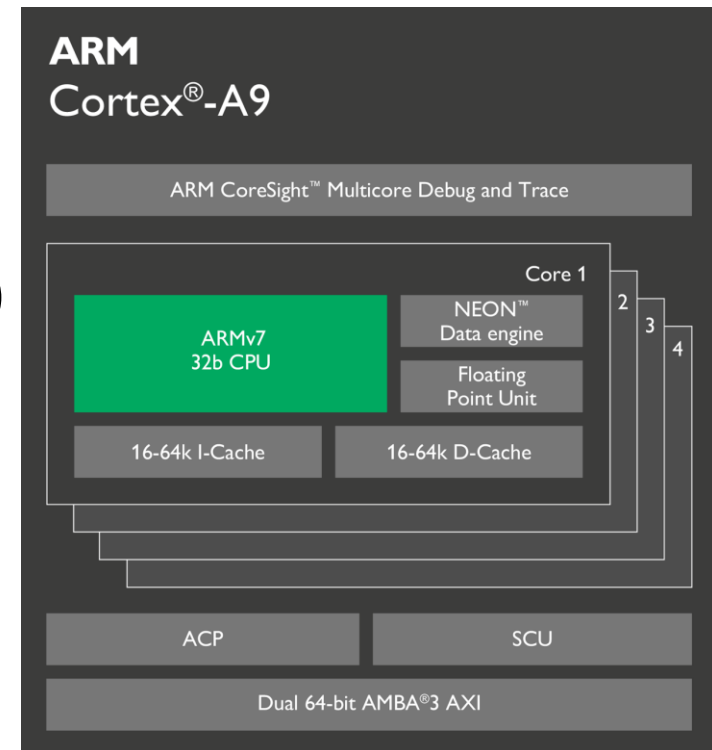 ARM
Cortex®-A9
ARM CoreSight™ Multicore Debug and Trace
Core 1
2
3
4
ARMv7
32b CPU
NEON™
Data engine
Floating
Point Unit
16-64k I-Cache
16-64k D-Cache
ACP
SCU
Dual 64-bit AMBA®3 AXI
)